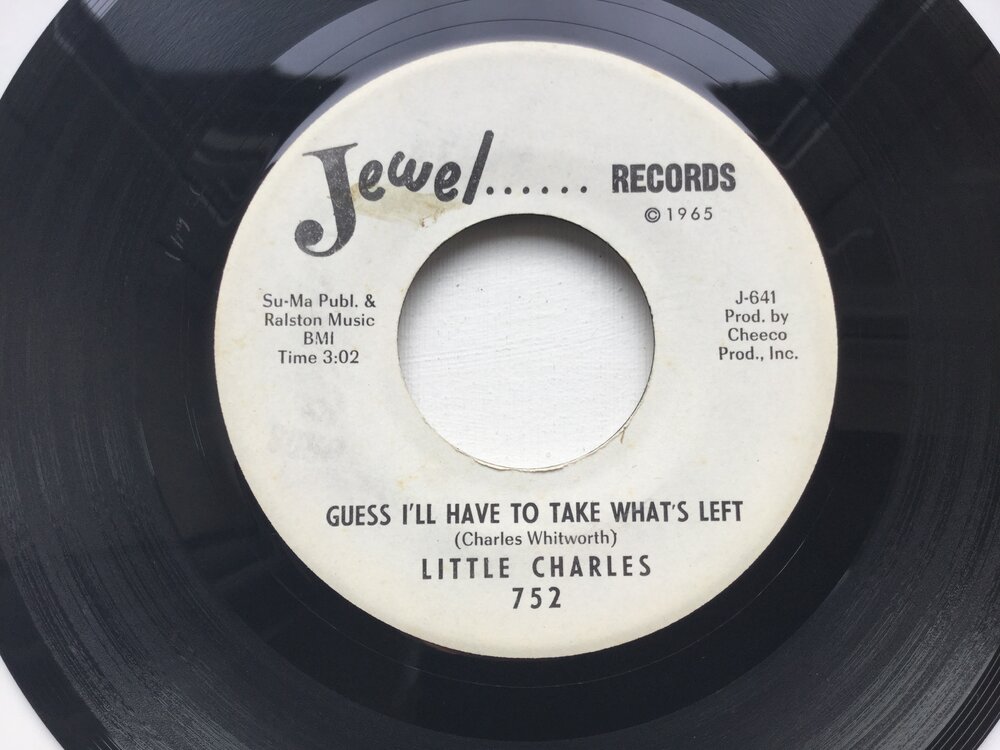 Jewel...... RECORDS
© 1965
Su-Ma Publ. &
Ralston Music
BMI
Time 3:02
J-641
Prod. by
Cheeco
Prod., Inc.
GUESS I'LL HAVE TO TAKE WHAT'S LEFT
(Charles Whitworth)
LITTLE CHARLES
752